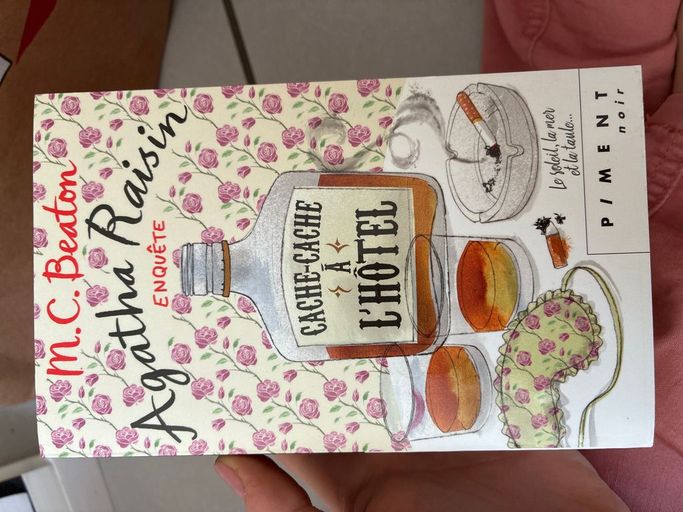 M.C. Beaton
Agatha Raisin
ENQUÊTE
CACHE-CACHE
À
L'HÔTEL
Le soleil, la mer
et la taule...
PIMENT
noir